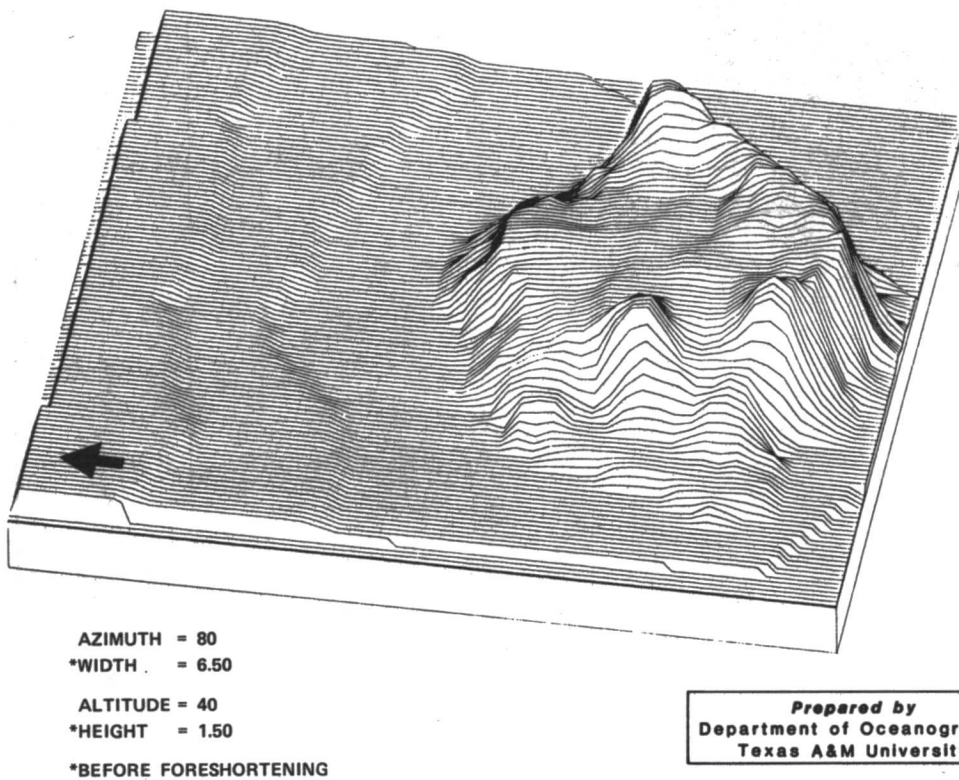 AZIMUTH = 80
*WIDTH . = 6.50
ALTITUDE = 40
*HEIGHT = 1.50
*BEFORE FORESHORTENING
Prepared by
Department of Oceanogr
Texas A&M Universit